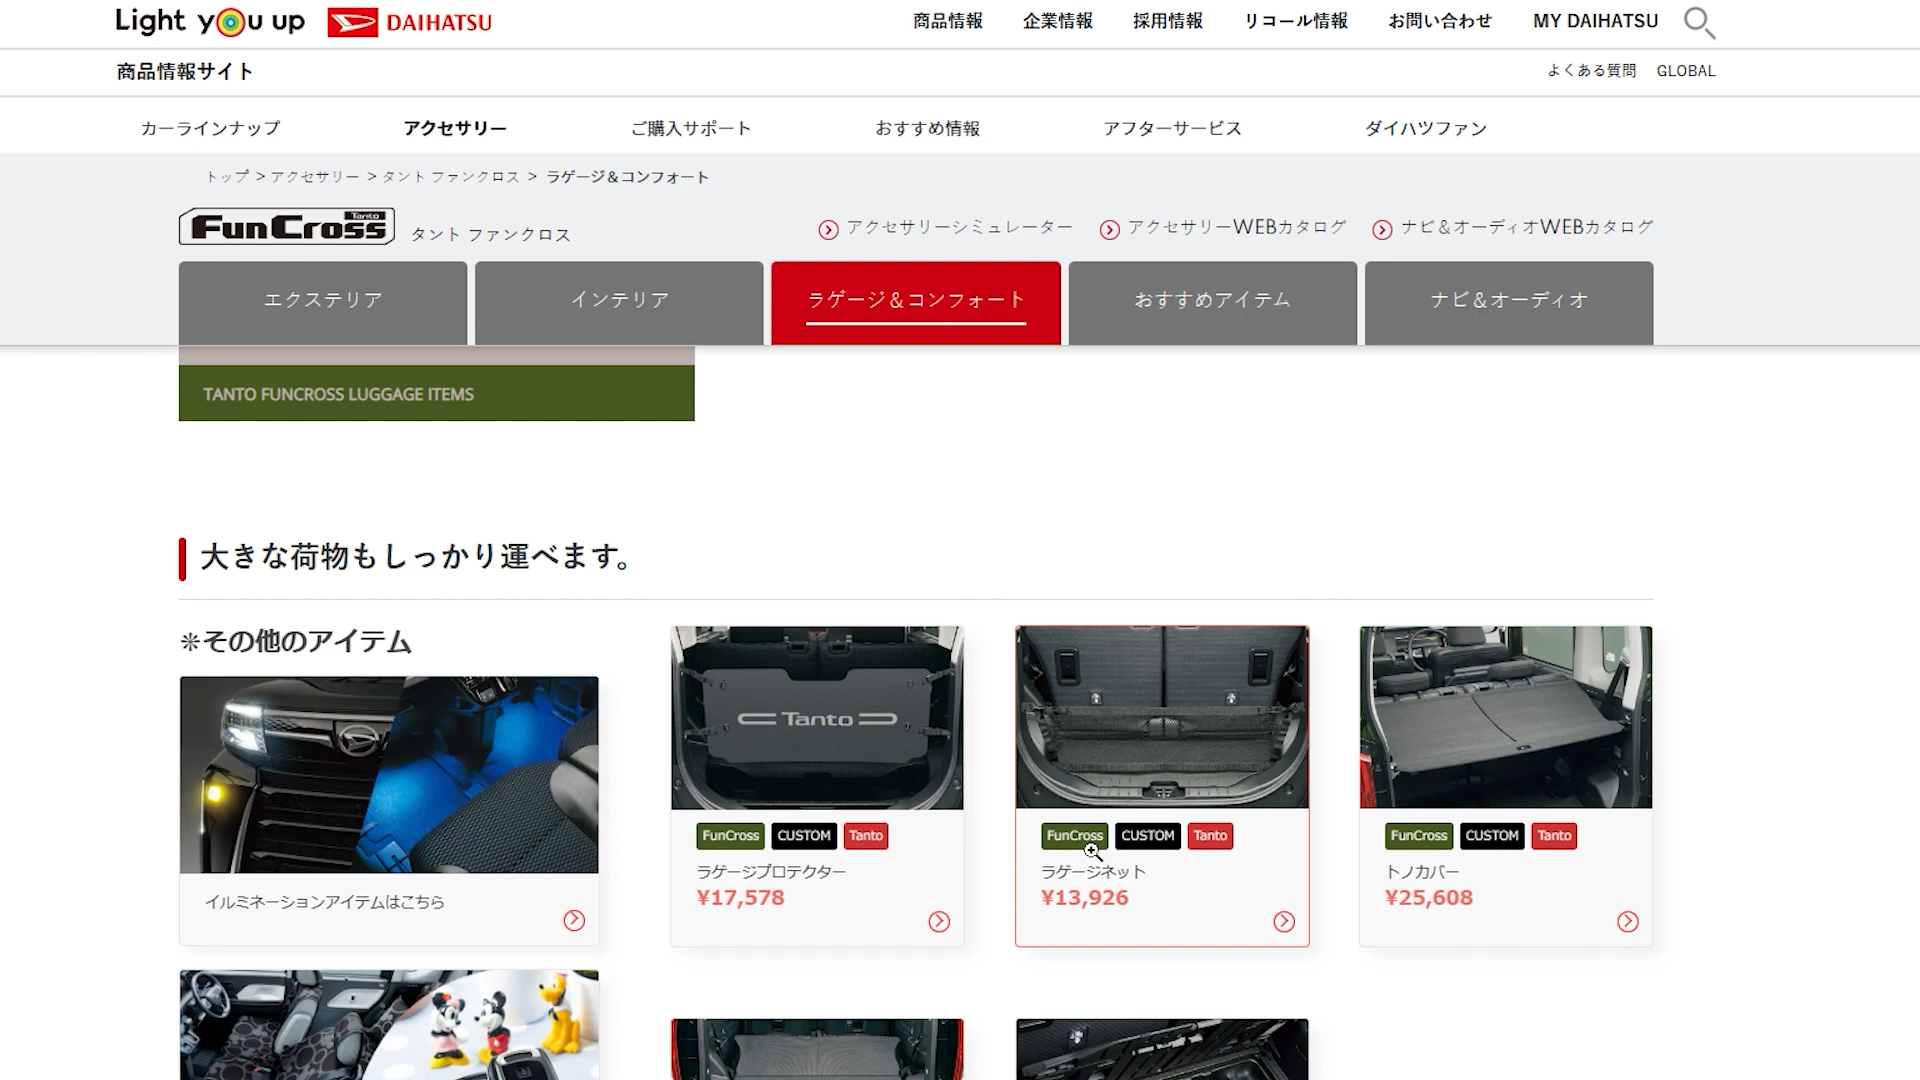 Light you up DAIHATSU 商品情報 企業情報 採用情報 リコール情報 お問い合わせ MY DAIHATSU
商品情報サイト よくある質問 GLOBAL
カーラインナップ アクセサリー ご購入サポート おすすめ情報 アフターサービス ダイハツファン
トップ > アクセサリー > タント ファンクロス > ラゲージ＆コンフォート
Tanto
FunCross タント ファンクロス アクセサリーシミュレーター アクセサリーWEBカタログ ナビ＆オーディオWEBカタログ
エクステリア インテリア ラゲージ＆コンフォート おすすめアイテム ナビ＆オーディオ
TANTO FUNCROSS LUGGAGE ITEMS
大きな荷物もしっかり運べます。
＊その他のアイテム
イルミネーションアイテムはこちら
Tanto
FunCross CUSTOM Tanto
ラゲージプロテクター
¥17,578
FunCross CUSTOM Tanto
ラゲージネット
¥13,926
FunCross CUSTOM Tanto
トノカバー
¥25,608